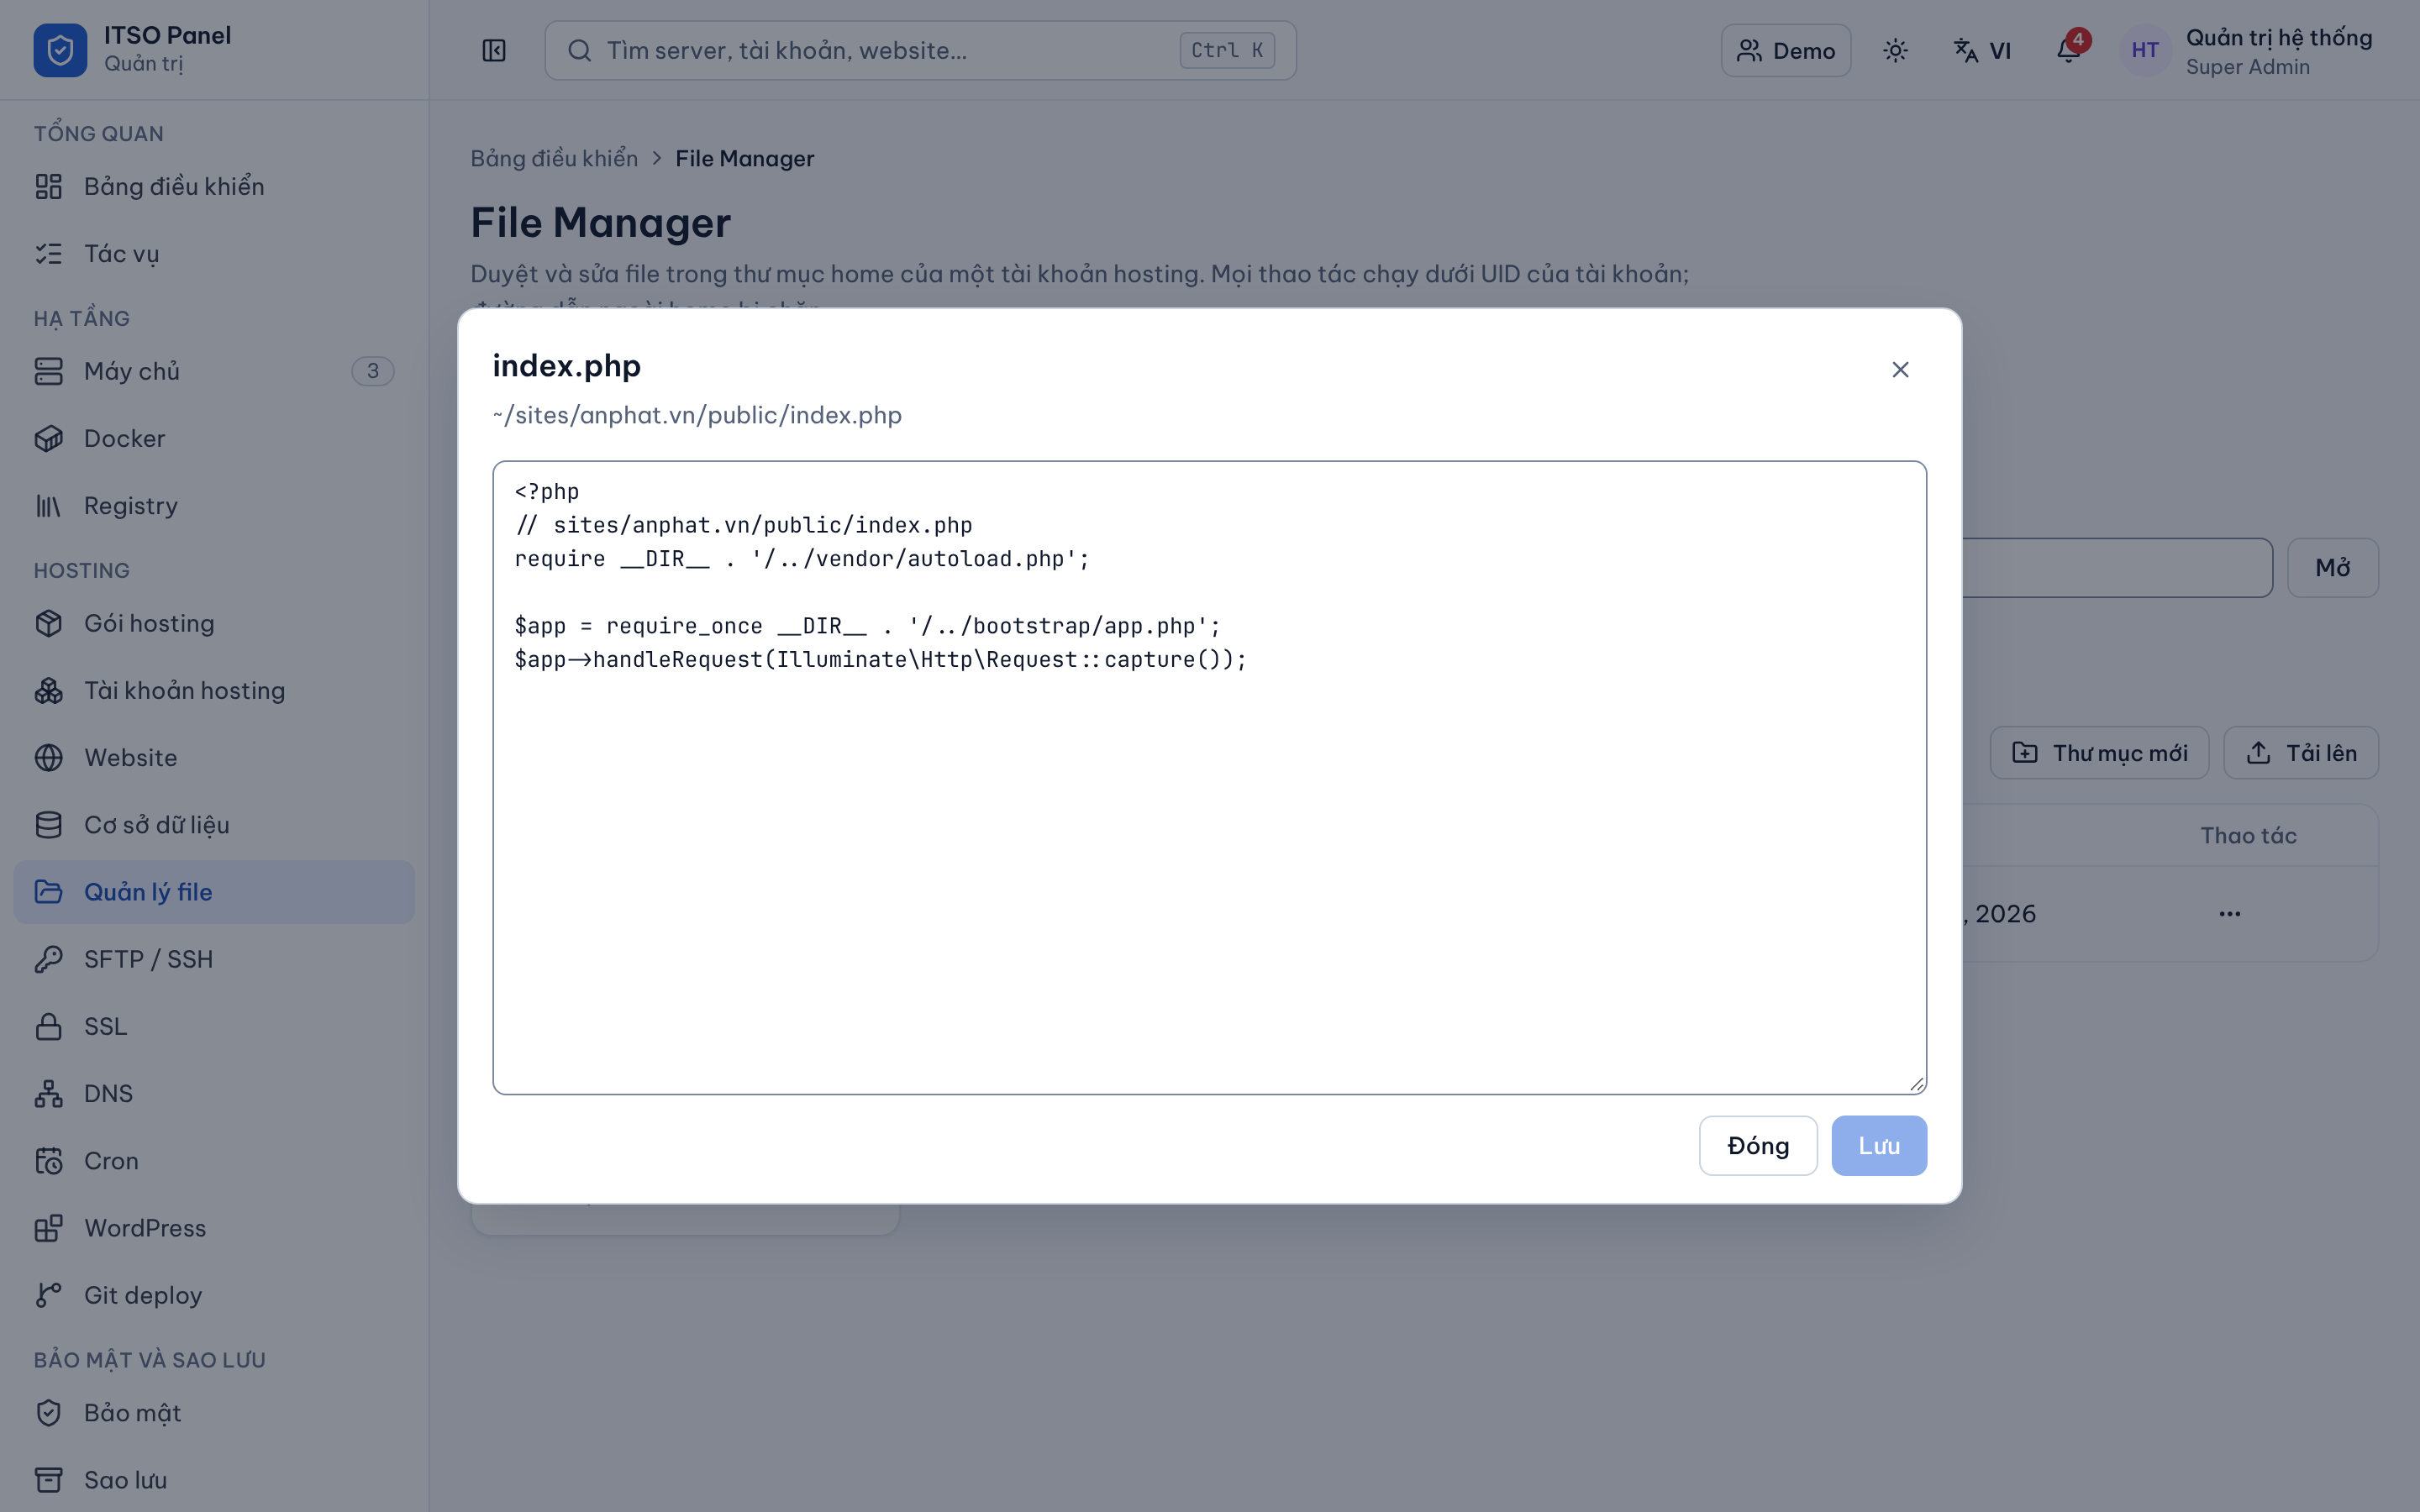 ITSO Panel
Quản trị
Tìm server, tài khoản, website...
Ctrl K
Demo
VI
4
HT
Quản trị hệ thống
Super Admin
TỔNG QUAN
Bảng điều khiển
Tác vụ
HẠ TẦNG
Máy chủ
3
Docker
Registry
HOSTING
Gói hosting
Tài khoản hosting
Website
Cơ sở dữ liệu
Quản lý file
SFTP / SSH
SSL
DNS
Cron
WordPress
Git deploy
BẢO MẬT VÀ SAO LƯU
Bảo mật
Sao lưu
Bảng điều khiển > File Manager
File Manager
Duyệt và sửa file trong thư mục home của một tài khoản hosting. Mọi thao tác chạy dưới UID của tài khoản;
Mở
Thư mục mới
Tải lên
Thao tác
, 2026
index.php
~/sites/anphat.vn/public/index.php
<?php
// sites/anphat.vn/public/index.php
require __DIR__ . '/../vendor/autoload.php';
$app = require_once __DIR__ . '/../bootstrap/app.php';
$app->handleRequest(Illuminate\Http\Request::capture());
Đóng
Lưu